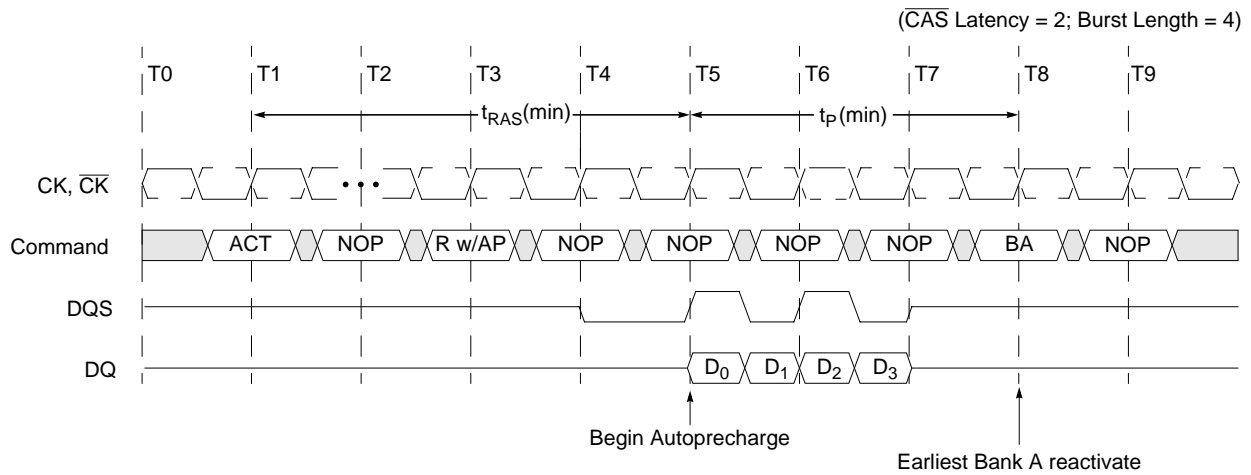 (C̅A̅S̅ Latency = 2; Burst Length = 4)
T0 T1 T2 T3 T4 T5 T6 T7 T8 T9
tRAS(min) tP(min)
CK, C̅K̅
Command ACT NOP R w/AP NOP NOP NOP NOP BA NOP
DQS
DQ D0 D1 D2 D3
Begin Autoprecharge
Earliest Bank A reactivate